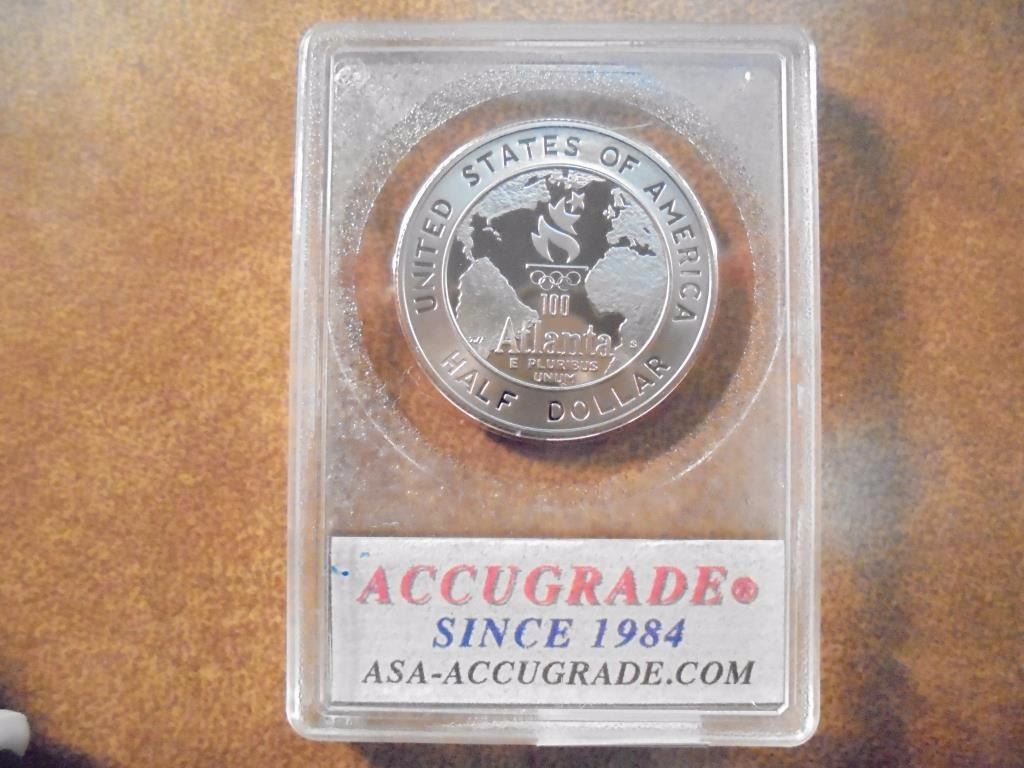 UNITED STATES OF AMERICA
100
Atlanta
S
E PLURIBUS
UNUM
HALF DOLLAR
ACCUGRADE®
SINCE 1984
ASA-ACCUGRADE.COM